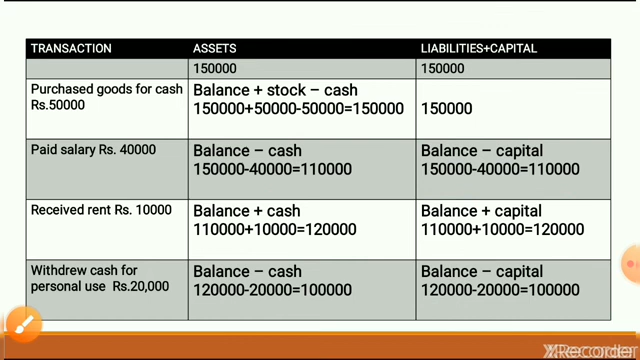 TRANSACTION ASSETS LIABILITIES+CAPITAL
150000 150000
Purchased goods for cash
Rs.50000
Balance + stock – cash
150000+50000-50000=150000
150000
Paid salary Rs. 40000
Balance – cash
150000-40000=110000
Balance – capital
150000-40000=110000
Received rent Rs. 10000
Balance + cash
110000+10000=120000
Balance + capital
110000+10000=120000
Withdrew cash for
personal use Rs.20,000
Balance – cash
120000-20000=100000
Balance – capital
120000-20000=100000
XRecorder